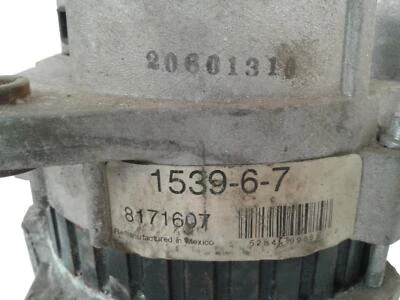 20601310
1539-6-7
8171607
Remanufactured in Mexico